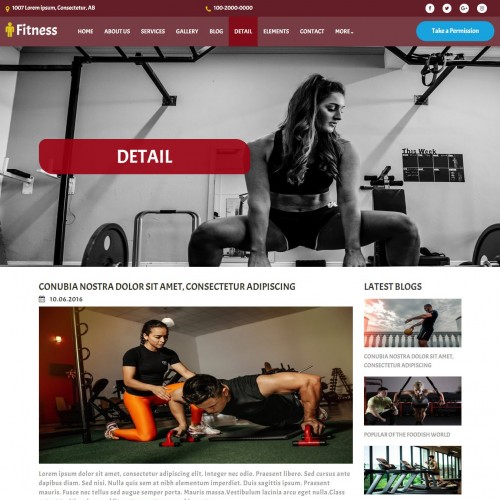 1007 Lorem Ipsum, Consectetur, AB
100-2000-0000
Fitness
HOME ABOUT US SERVICES GALLERY BLOG DETAIL ELEMENTS CONTACT MORE
Take a Permission
This Week
DETAIL
CONUBIA NOSTRA DOLOR SIT AMET, CONSECTETUR ADIPISCING
10.06.2016
Lorem ipsum dolor sit amet, consectetur adipiscing elit. Integer nec odio. Praesent libero. Sed cursus ante
dapibus diam. Sed nisi. Nulla quis sem at nibh elementum imperdiet. Duis sagittis ipsum. Praesent
mauris. Fusce nec tellus sed augue semper porta. Mauris massa.Vestibulum lacinia arcu eget nulla.Class
LATEST BLOGS
CONUBIA NOSTRA DOLOR SIT AMET,
CONSECTETUR ADIPISCING
POPULAR OF THE FOODISH WORLD